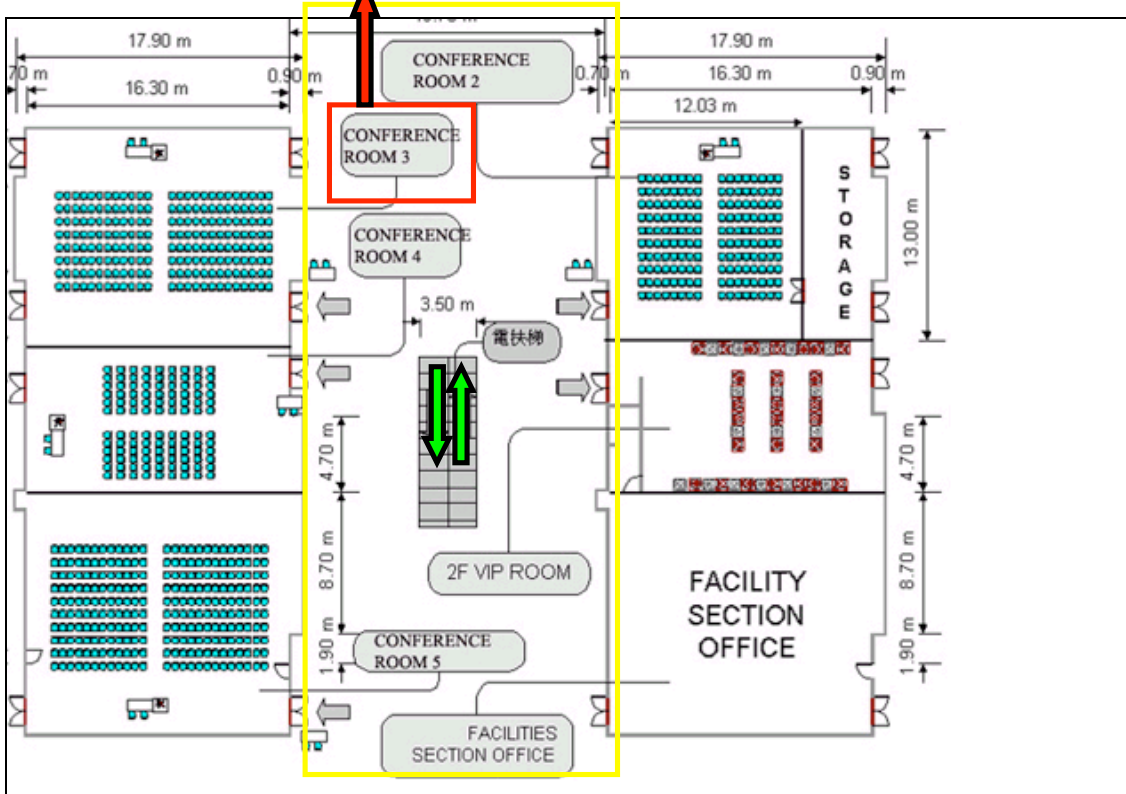 17.90 m
17.90 m
CONFERENCE
ROOM 2
70 m
0.90 m
0.70 m
0.90 m
16.30 m
16.30 m
12.03 m
CONFERENCE
ROOM 3
STORAGE
CONFERENCE
ROOM 4
13.00 m
3.50 m
電扶梯
4.70 m
4.70 m
8.70 m
8.70 m
2F VIP ROOM
FACILITY
SECTION
OFFICE
CONFERENCE
ROOM 5
1.90 m
1.90 m
FACILITIES
SECTION OFFICE